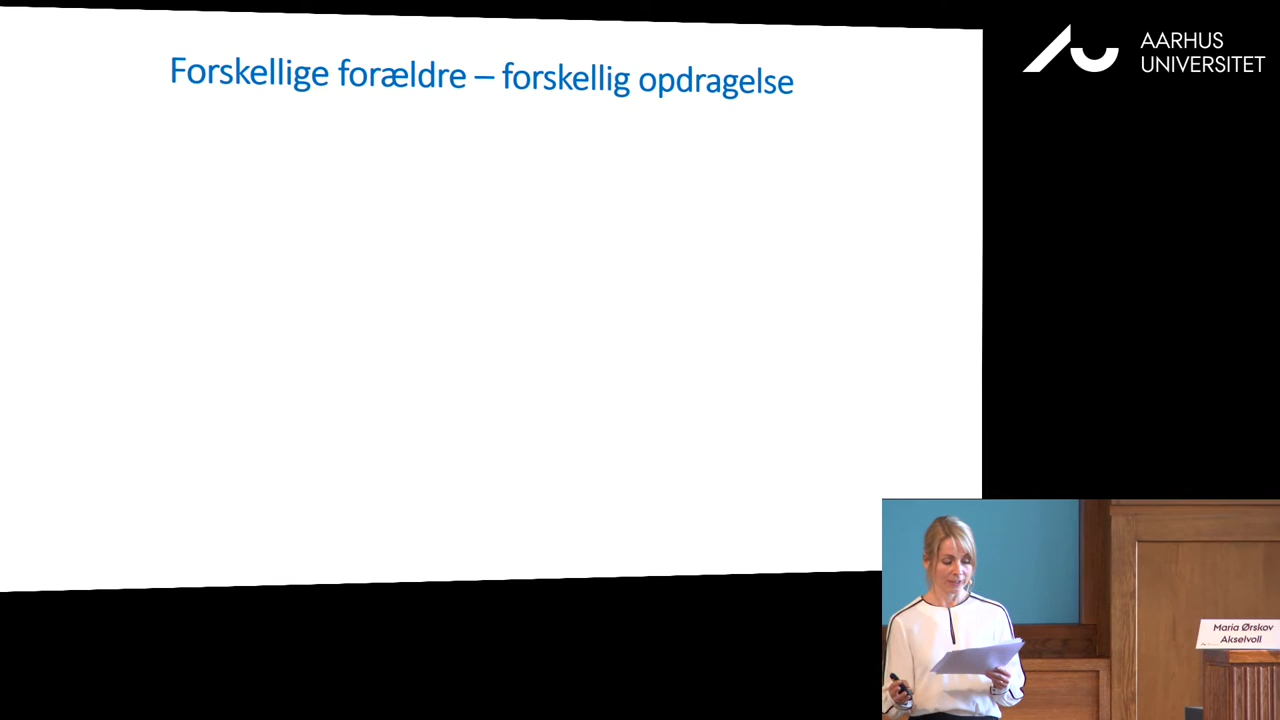 Forskellige forældre – forskellig opdragelse
AARHUS
UNIVERSITET
Maria Ørskov
Akselvoll